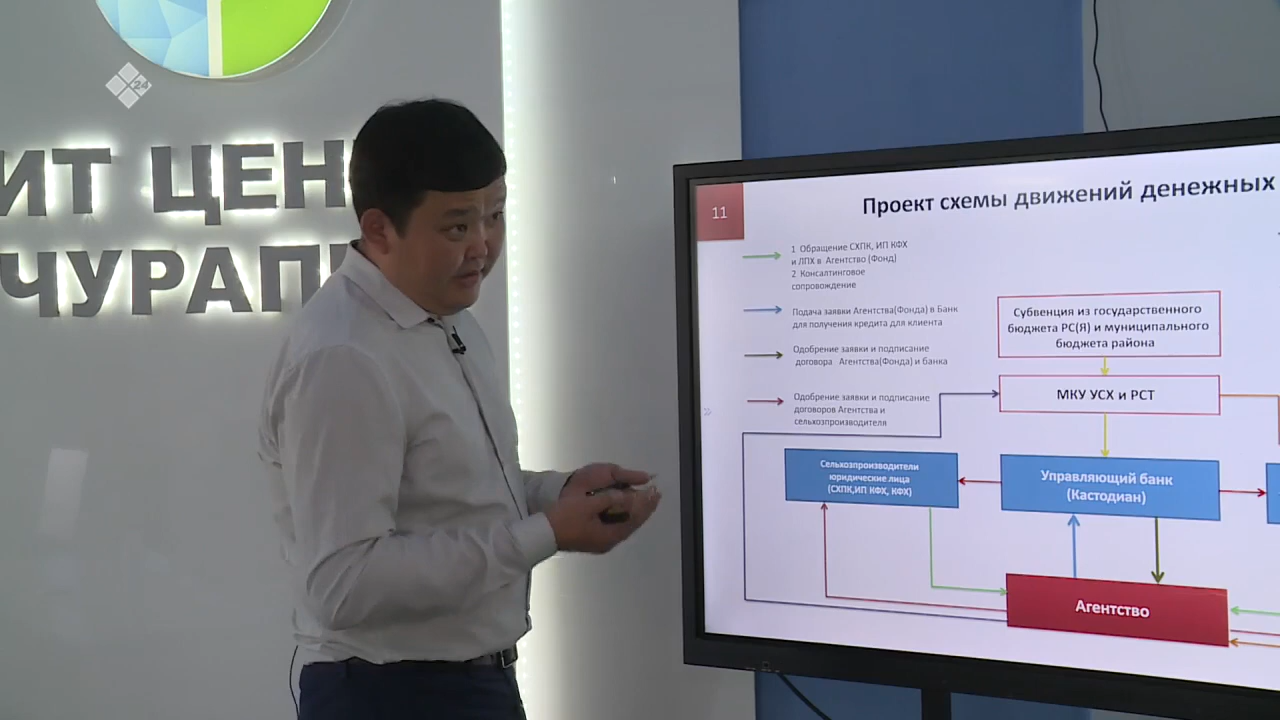 24
ИТ ЦЕН
ЧУРАП
11
Проект схемы движений денежных
1 Обращение СХПК, ИП КФХ
и ЛПХ в Агентство (Фонд)
2 Консалтинговое
сопровождение
Подача заявки Агентства(Фонда) в Банк
для получения кредита для клиента
Одобрение заявки и подписание
договора Агентства(Фонда) и банка
Одобрение заявки и подписание
договоров Агентства и
сельхозпроизводителя
Субвенция из государственного
бюджета РС(Я) и муниципального
бюджета района
МКУ УСХ и РСТ
Сельхозпроизводители
юридические лица
(СХПК,ИП КФХ, КФХ)
Управляющий банк
(Кастодиан)
Агентство